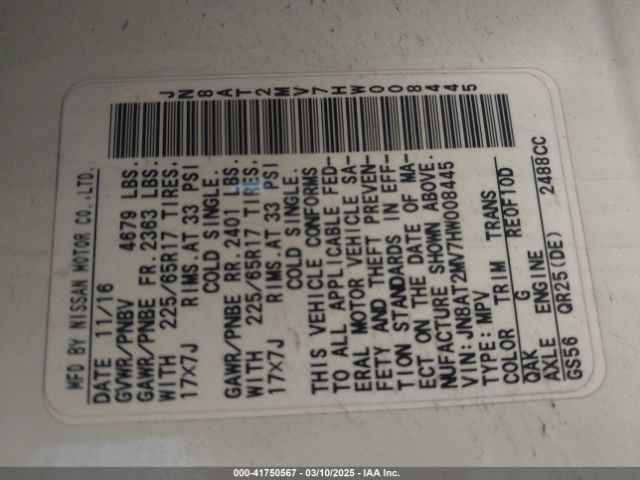 JN8AT2MV7HW008445
MFD BY NISSAN MOTOR CO.,LTD.
DATE 11/16
GVWR/PNBV 4679 LBS.
GAWR/PNBE FR. 2363 LBS.
WITH 225/65R17 TIRES,
17X7J RIMS.AT 33 PSI
COLD SINGLE.
GAWR/PNBE RR. 2401 LBS.
WITH 225/65R17 TIRES,
17X7J RIMS.AT 33 PSI
COLD SINGLE.
THIS VEHICLE CONFORMS
TO ALL APPLICABLE FED-
ERAL MOTOR VEHICLE SA-
FETY AND THEFT PREVEN-
TION STANDARDS IN EFF-
ECT ON THE DATE OF MA-
NUFACTURE SHOWN ABOVE.
VIN:JN8AT2MV7HW008445
TYPE:MPV
COLOR TRIM TRANS
QAK G RE0F10D
AXLE ENGINE
GS56 QR25(DE) 2488CC
000-41750567 — 03/10/2025 — IAA Inc.